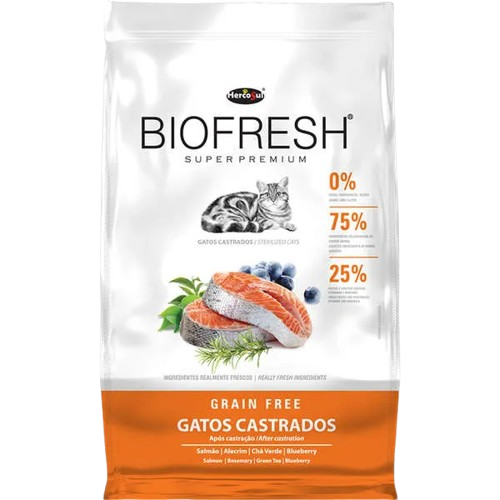 MercoSul
BIOFRESH®
SUPER PREMIUM
0%
75%
GATOS CASTRADOS / STERILIZED CATS
25%
INGREDIENTES REALMENTE FRESCOS | REALLY FRESH INGREDIENTS
GRAIN FREE
GATOS CASTRADOS
Após castração / After castration
Salmão | Alecrim | Chá Verde | Blueberry
Salmon | Rosemary | Green Tea | Blueberry